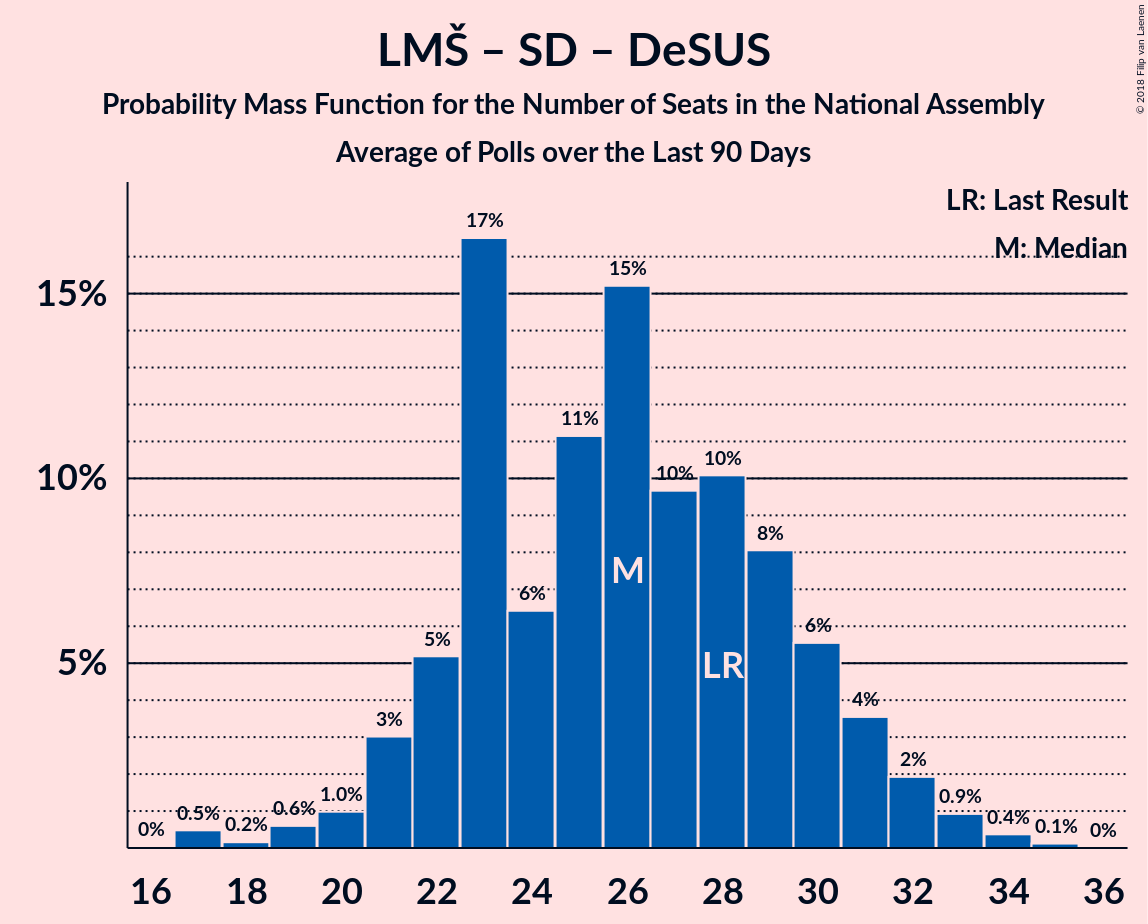 LMŠ – SD – DeSUS
Probability Mass Function for the Number of Seats in the National Assembly
Average of Polls over the Last 90 Days
© 2018 Filip van Laenen
LR: Last Result
M: Median
15%
10%
5%
0%
0.5%
0.2%
0.6%
1.0%
3%
5%
17%
6%
11%
15%
10%
10%
8%
6%
4%
2%
0.9%
0.4%
0.1%
0%
M
LR
16 18 20 22 24 26 28 30 32 34 36